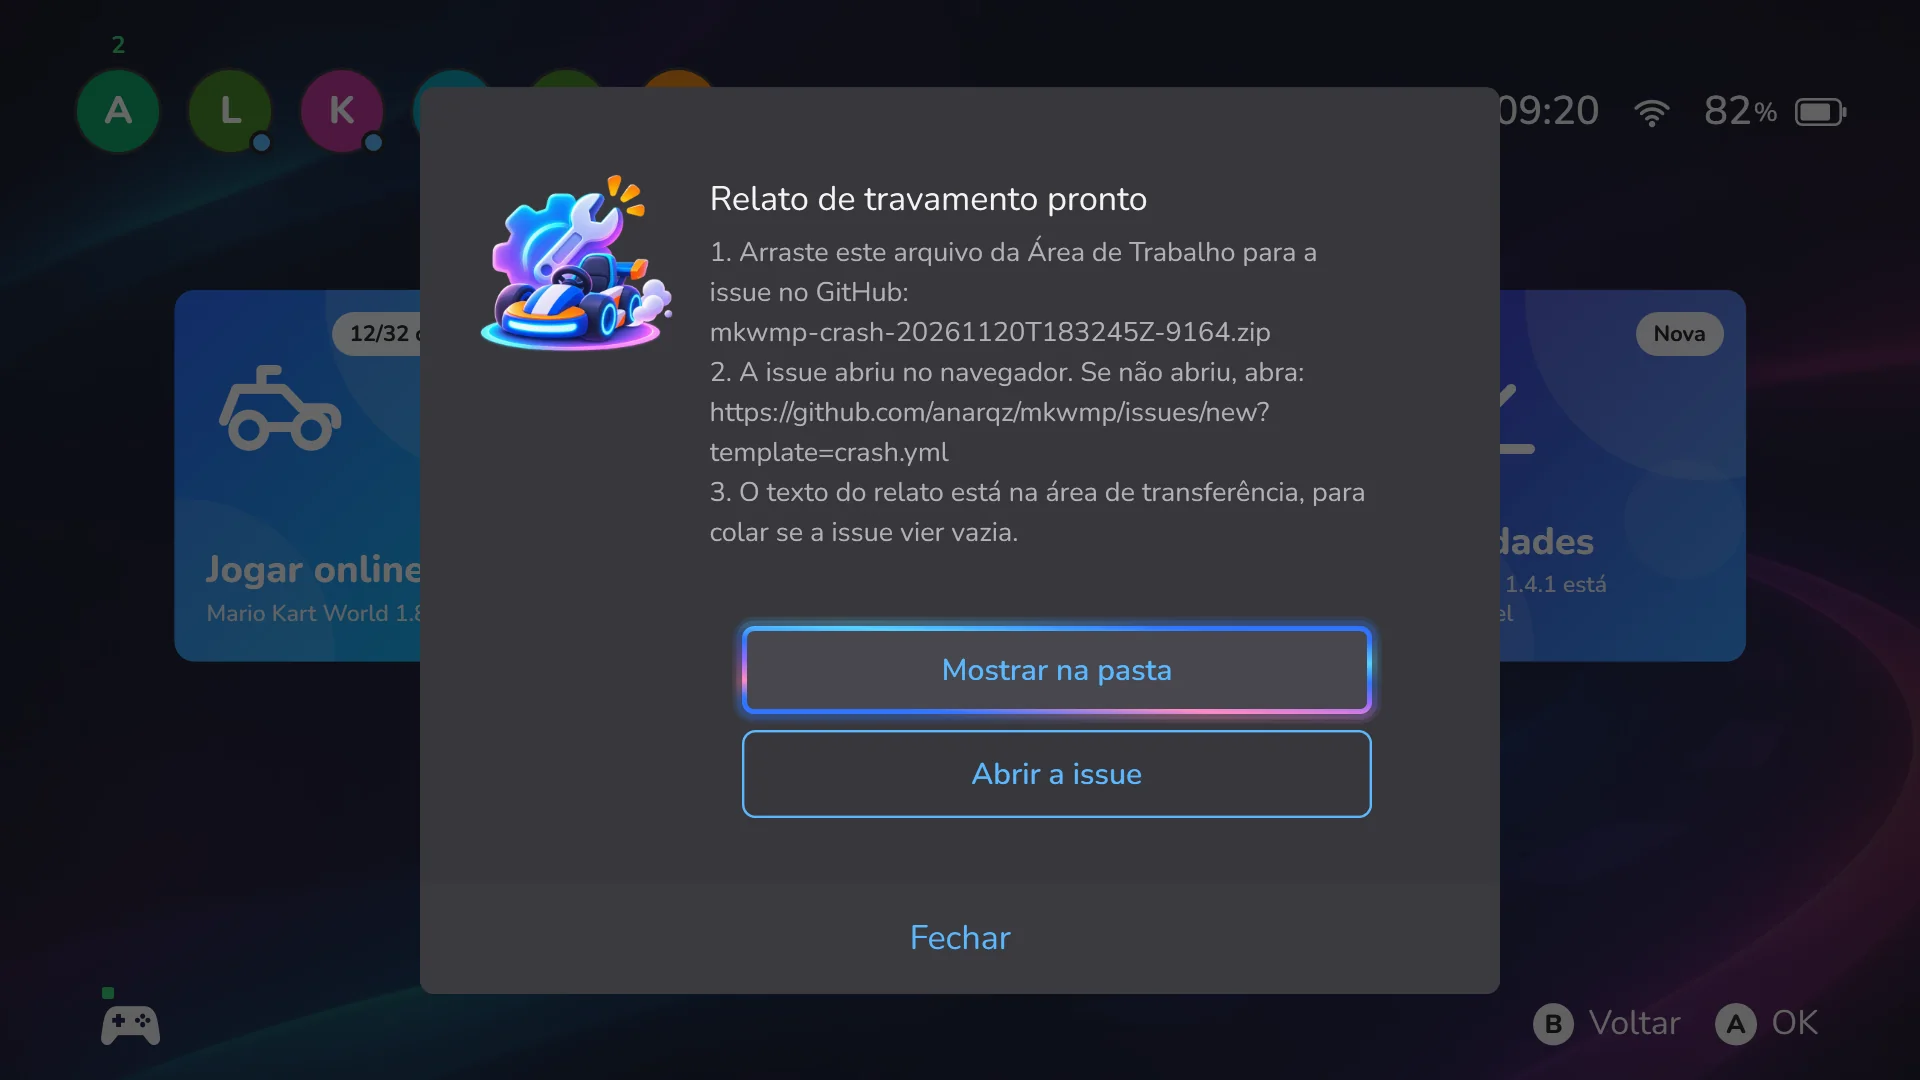 2
A
L
K
09:20
82%
Relato de travamento pronto
1. Arraste este arquivo da Área de Trabalho para a
issue no GitHub:
mkwmp-crash-20261120T183245Z-9164.zip
2. A issue abriu no navegador. Se não abriu, abra:
https://github.com/anarqz/mkwmp/issues/new?
template=crash.yml
3. O texto do relato está na área de transferência, para
colar se a issue vier vazia.
12/32
Nova
Jogar online
Mario Kart World 1.8
dades
1.4.1 está
el
Mostrar na pasta
Abrir a issue
Fechar
B Voltar
A OK